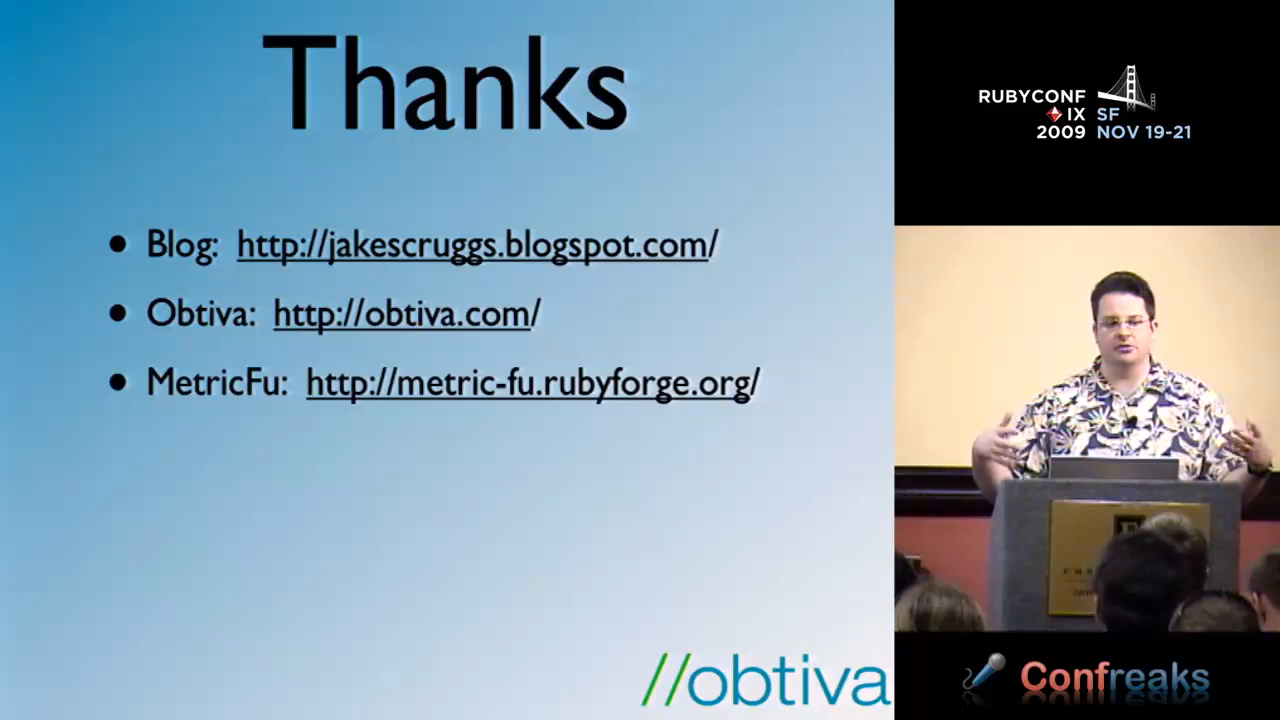 Thanks
• Blog: http://jakescruggs.blogspot.com/
• Obtiva: http://obtiva.com/
• MetricFu: http://metric-fu.rubyforge.org/
//obtiva
RUBYCONF
IX SF
2009 NOV 19-21
Confreaks